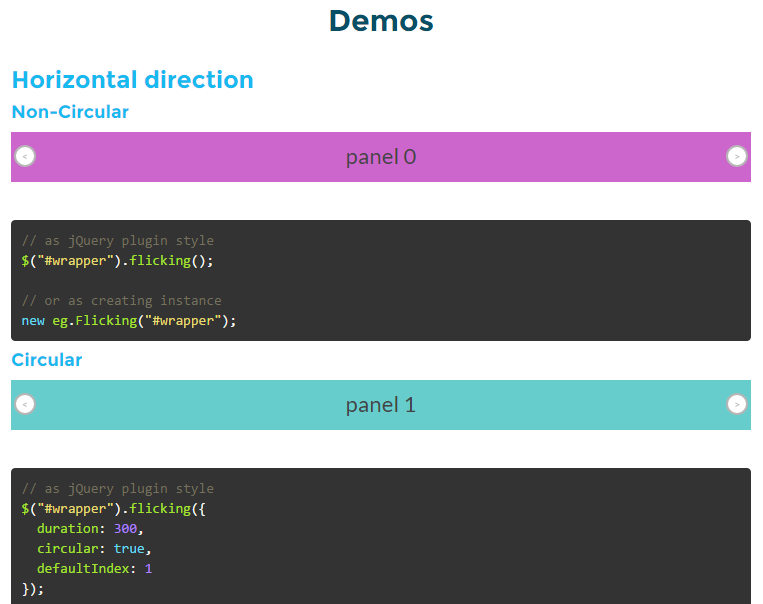 Demos
Horizontal direction
Non-Circular
< panel 0 >
// as jQuery plugin style
$("#wrapper").flicking();
// or as creating instance
new eg.Flicking("#wrapper");
Circular
< panel 1 >
// as jQuery plugin style
$("#wrapper").flicking({
  duration: 300,
  circular: true,
  defaultIndex: 1
});